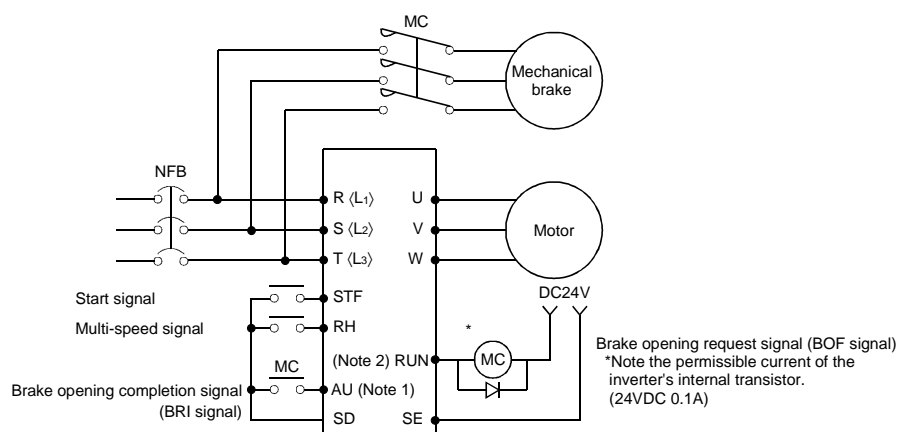 MC
Mechanical
brake
NFB
R ⟨L1⟩
U
S ⟨L2⟩
V
Motor
T ⟨L3⟩
W
DC24V
Start signal
STF
Multi-speed signal
RH
*
Brake opening request signal (BOF signal)
*Note the permissible current of the
inverter's internal transistor.
(24VDC 0.1A)
(Note 2) RUN
MC
MC
Brake opening completion signal
(BRI signal)
AU (Note 1)
SD
SE